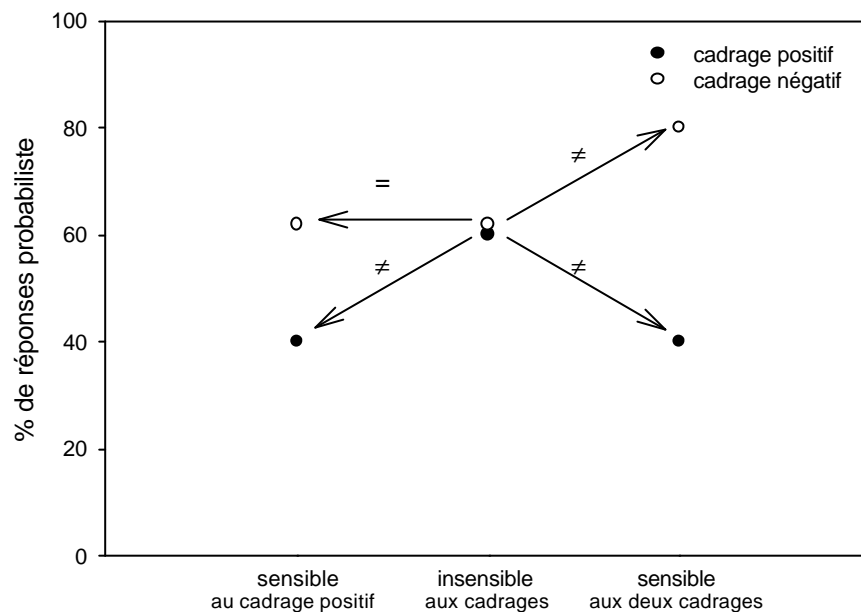 100
cadrage positif
cadrage négatif
80
≠
=
60
≠
≠
40
20
0
% de réponses probabiliste
sensible
au cadrage positif
insensible
aux cadrages
sensible
aux deux cadrages